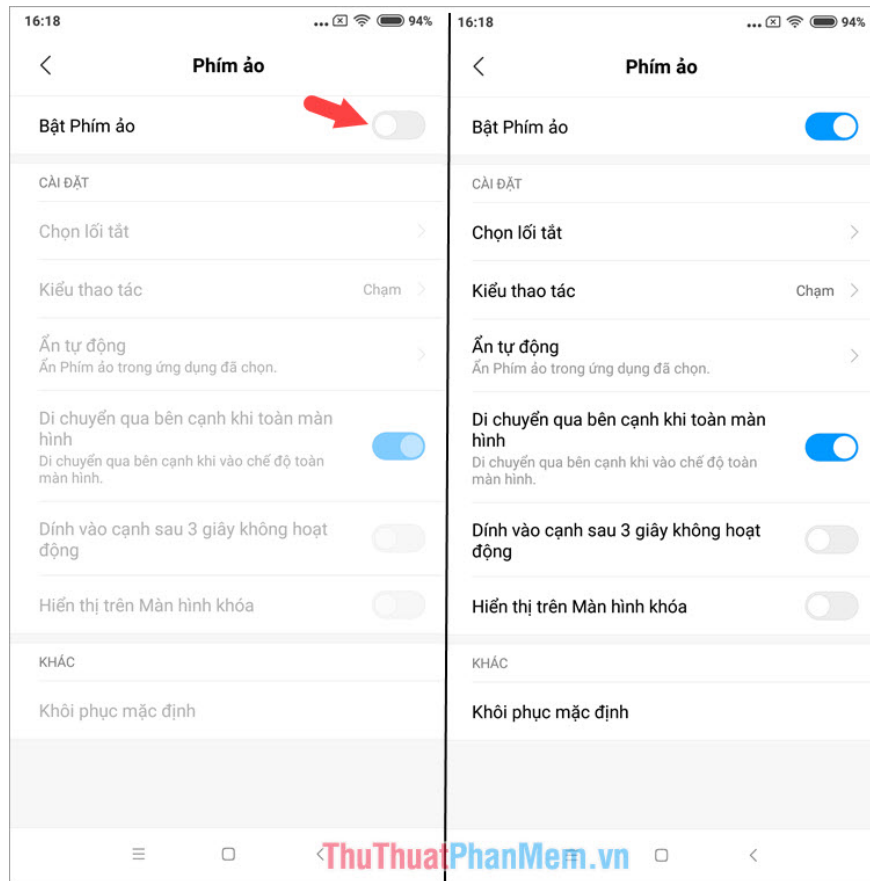 16:18
94%
Phím ảo
Bật Phím ảo
CÀI ĐẶT
Chọn lối tắt
Kiểu thao tác
Chạm
Ẩn tự động
Ẩn Phím ảo trong ứng dụng đã chọn.
Di chuyển qua bên cạnh khi toàn màn
hình
Di chuyển qua bên cạnh khi vào chế độ toàn
màn hình.
Dính vào cạnh sau 3 giây không hoạt
động
Hiển thị trên Màn hình khóa
KHÁC
Khôi phục mặc định
16:18
94%
Phím ảo
Bật Phím ảo
CÀI ĐẶT
Chọn lối tắt
Kiểu thao tác
Chạm
Ẩn tự động
Ẩn Phím ảo trong ứng dụng đã chọn.
Di chuyển qua bên cạnh khi toàn màn
hình
Di chuyển qua bên cạnh khi vào chế độ toàn
màn hình.
Dính vào cạnh sau 3 giây không hoạt
động
Hiển thị trên Màn hình khóa
KHÁC
Khôi phục mặc định
ThuThuatPhanMem.vn